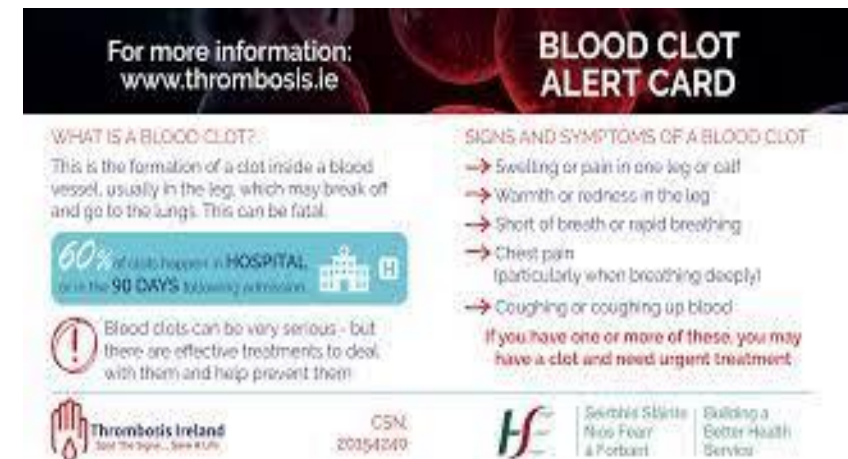 For more information:
www.thrombosis.ie
BLOOD CLOT
ALERT CARD
WHAT IS A BLOOD CLOT?
This is the formation of a clot inside a blood
vessel, usually in the leg, which may break off
and go to the lungs. This can be fatal.
60% of clots happen in HOSPITAL
or in the 90 DAYS following admission
H
Blood clots can be very serious - but
there are effective treatments to deal
with them and help prevent them
SIGNS AND SYMPTOMS OF A BLOOD CLOT
Swelling or pain in one leg or calf
Warmth or redness in the leg
Short of breath or rapid breathing
Chest pain
(particularly when breathing deeply)
Coughing or coughing up blood
If you have one or more of these, you may
have a clot and need urgent treatment
Thrombosis Ireland
Spot The Signs... Save A Life
CSN:
20154240
Seirbhís Sláinte
Níos Fearr
á Forbairt
Building a
Better Health
Service